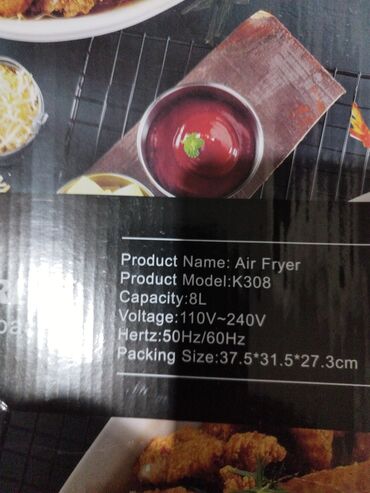 Product Name: Air Fryer
Product Model:K308
Capacity:8L
Voltage:110V~240V
Hertz:50Hz/60Hz
Packing Size:37.5*31.5*27.3cm